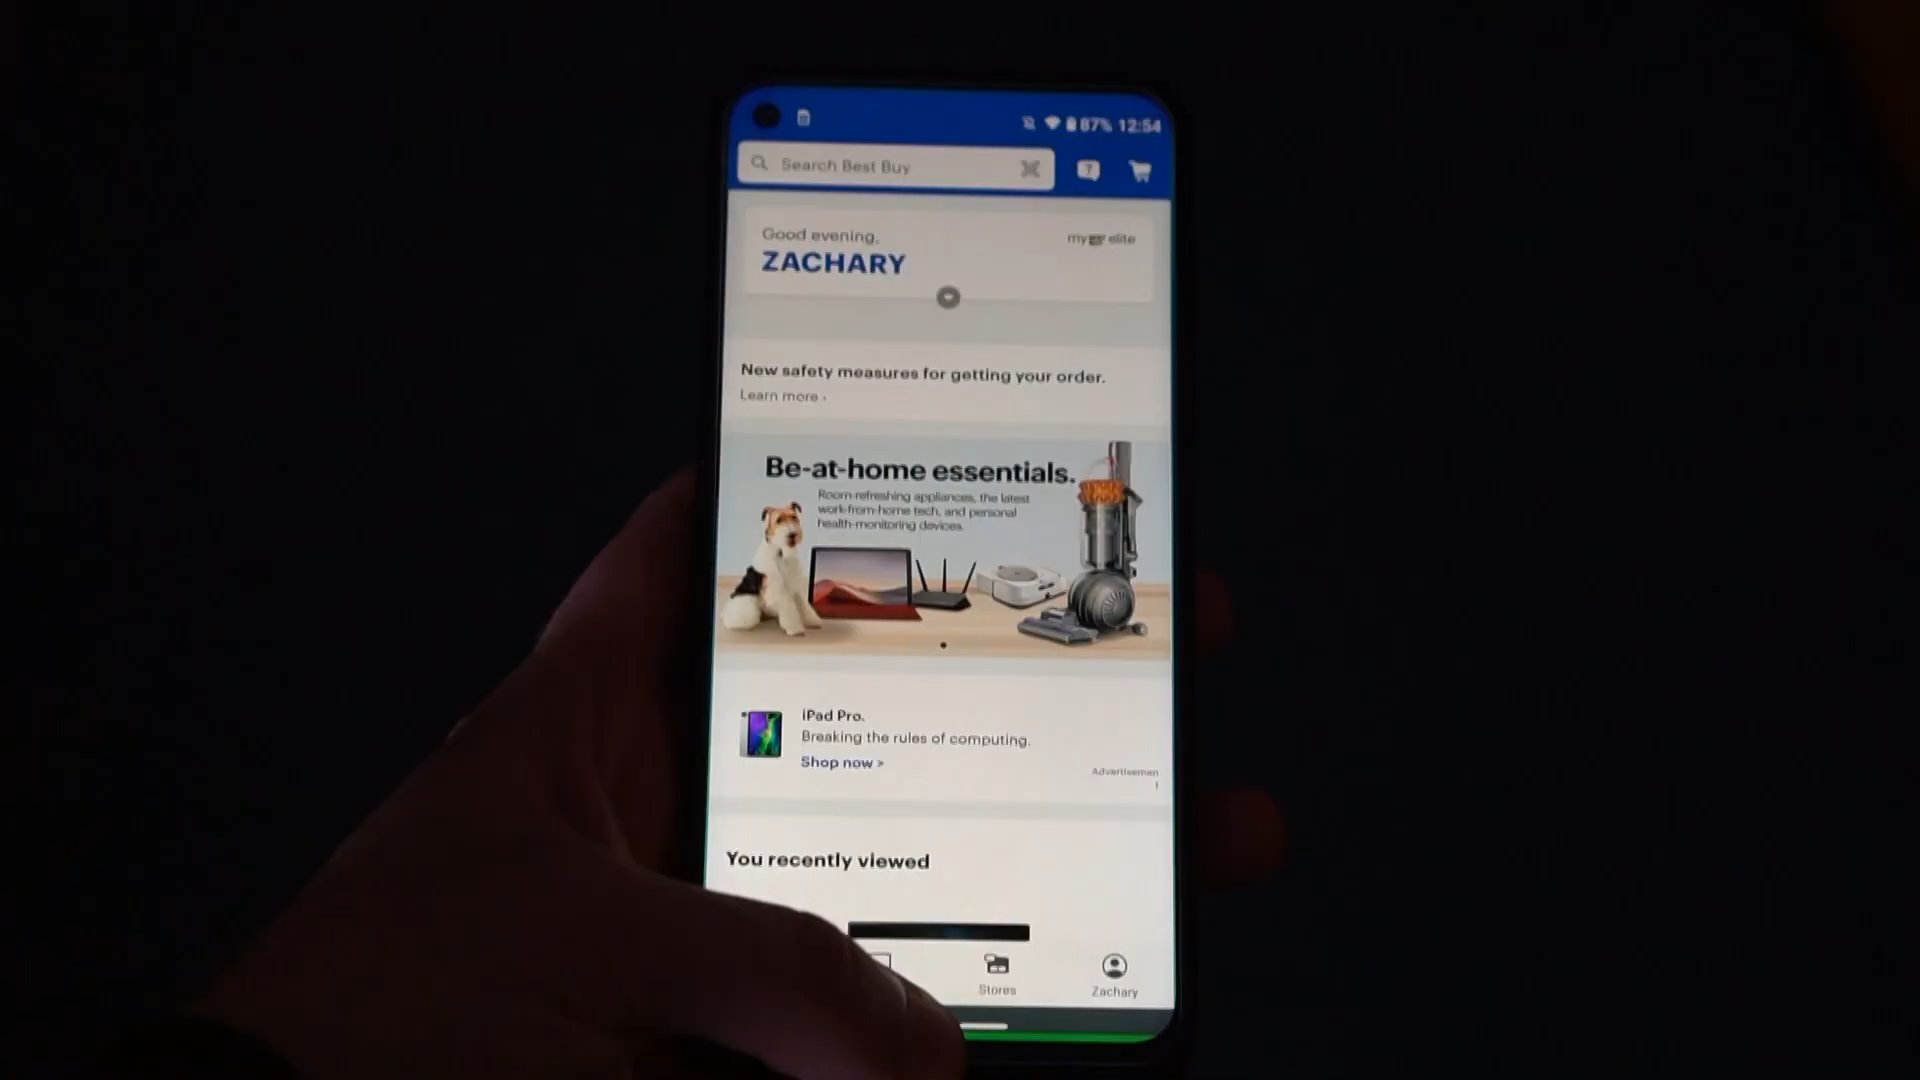 87% 12:54
Search Best Buy
?
Good evening,
my elite
ZACHARY
New safety measures for getting your order.
Learn more ›
Be-at-home essentials.
Room-refreshing appliances, the latest
work-from-home tech, and personal
health-monitoring devices.
iPad Pro.
Breaking the rules of computing.
Shop now >
Advertisemen
t
You recently viewed
Stores
Zachary